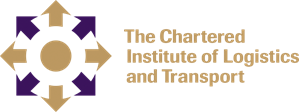 The Chartered
Institute of Logistics
and Transport